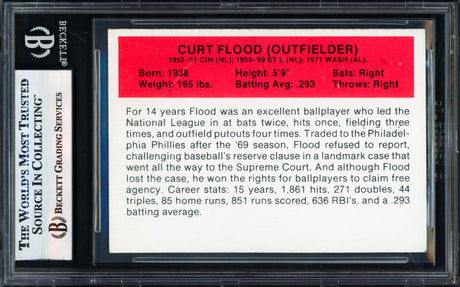 BECKETT
THE WORLD'S MOST TRUSTED
SOURCE IN COLLECTING™
BECKETT GRADING SERVICES
CURT FLOOD (OUTFIELDER)
1956-'57 CIN (NL); 1958-'69 ST L (NL); 1971 WASH (AL).
Born: 1938 Height: 5'9" Bats: Right
Weight: 165 lbs. Batting Avg. .293 Throws: Right
For 14 years Flood was an excellent ballplayer who led the
National League in at bats twice, hits once, fielding three
times, and outfield putouts four times. Traded to the Philadel-
phia Phillies after the '69 season, Flood refused to report,
challenging baseball's reserve clause in a landmark case that
went all the way to the Supreme Court. And although Flood
lost the case, he won the rights for ballplayers to claim free
agency. Career stats: 15 years, 1,861 hits, 271 doubles, 44
triples, 85 home runs, 851 runs scored, 636 RBI's, and a .293
batting average.